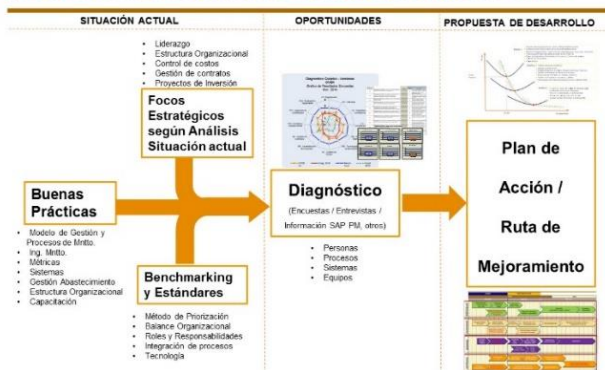 SITUACIÓN ACTUAL
OPORTUNIDADES
PROPUESTA DE DESARROLLO
• Liderazgo
• Estructura Organizacional
• Control de costos
• Gestión de contratos
• Proyectos de Inversión
Focos
Estratégicos
según Análisis
Situación actual
Buenas
Prácticas
• Modelo de Gestión y
Procesos de Mntto.
• Ing. Mntto.
• Métricas
• Sistemas
• Gestión Abastecimiento
• Estructura Organizacional
• Capacitación
Benchmarking
y Estándares
• Método de Priorización
• Balance Organizacional
• Roles y Responsabilidades
• Integración de procesos
• Tecnología
Diagnóstico
(Encuestas / Entrevistas /
Información SAP PM, otros)
• Personas
• Procesos
• Sistemas
• Equipos
Plan de
Acción /
Ruta de
Mejoramiento